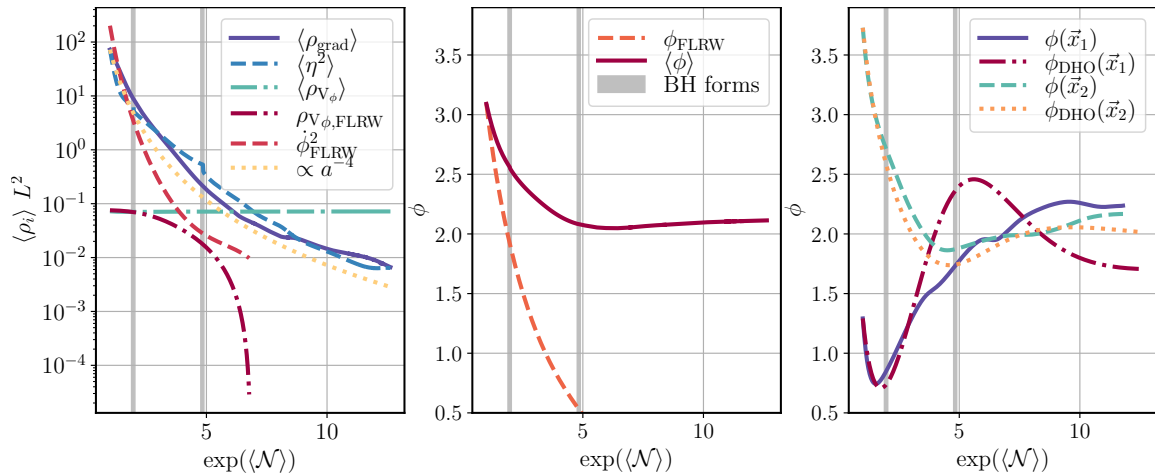 10²
10¹
10⁰
10⁻¹
10⁻²
10⁻³
10⁻⁴
⟨ρᵢ⟩ L²
5
10
exp(⟨𝒩⟩)
⟨ρ_grad⟩
⟨η²⟩
⟨ρ_{V_ϕ}⟩
ρ_{V_ϕ,FLRW}
ϕ̇²_FLRW
∝ a⁻⁴
3.5
3.0
2.5
2.0
1.5
1.0
0.5
ϕ
5
10
exp(⟨𝒩⟩)
ϕ_FLRW
⟨ϕ⟩
BH forms
3.5
3.0
2.5
2.0
1.5
1.0
0.5
ϕ
5
10
exp(⟨𝒩⟩)
ϕ(x⃗₁)
ϕ_DHO(x⃗₁)
ϕ(x⃗₂)
ϕ_DHO(x⃗₂)